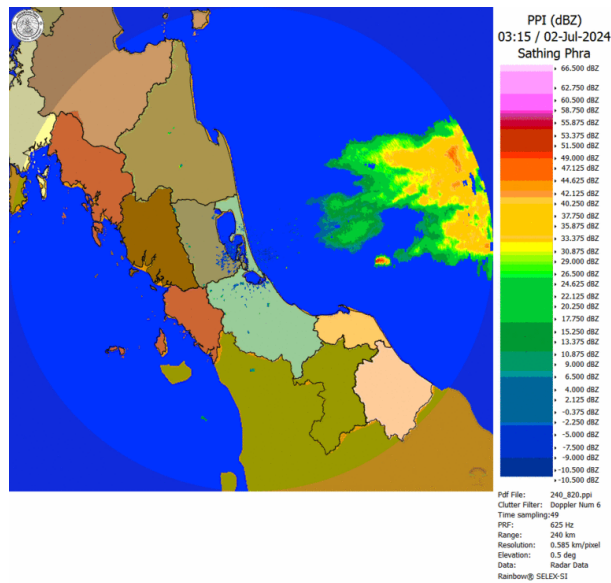 PPI (dBZ)
03:15 / 02-Jul-2024
Sathing Phra
66.500 dBZ
62.750 dBZ
60.500 dBZ
58.750 dBZ
55.875 dBZ
53.375 dBZ
51.500 dBZ
49.000 dBZ
47.125 dBZ
44.625 dBZ
42.125 dBZ
40.250 dBZ
37.750 dBZ
35.875 dBZ
33.375 dBZ
30.875 dBZ
29.000 dBZ
26.500 dBZ
24.625 dBZ
22.125 dBZ
20.250 dBZ
17.750 dBZ
15.250 dBZ
13.375 dBZ
10.875 dBZ
9.000 dBZ
6.500 dBZ
4.000 dBZ
2.125 dBZ
-0.375 dBZ
-2.250 dBZ
-5.000 dBZ
-7.500 dBZ
-9.000 dBZ
-10.500 dBZ
-10.500 dBZ
Pdf File: 240_820.ppi
Clutter Filter: Doppler Num 6
Time sampling:49
PRF: 625 Hz
Range: 240 km
Resolution: 0.585 km/pixel
Elevation: 0.5 deg
Data: Radar Data
Rainbow® SELEX-SI